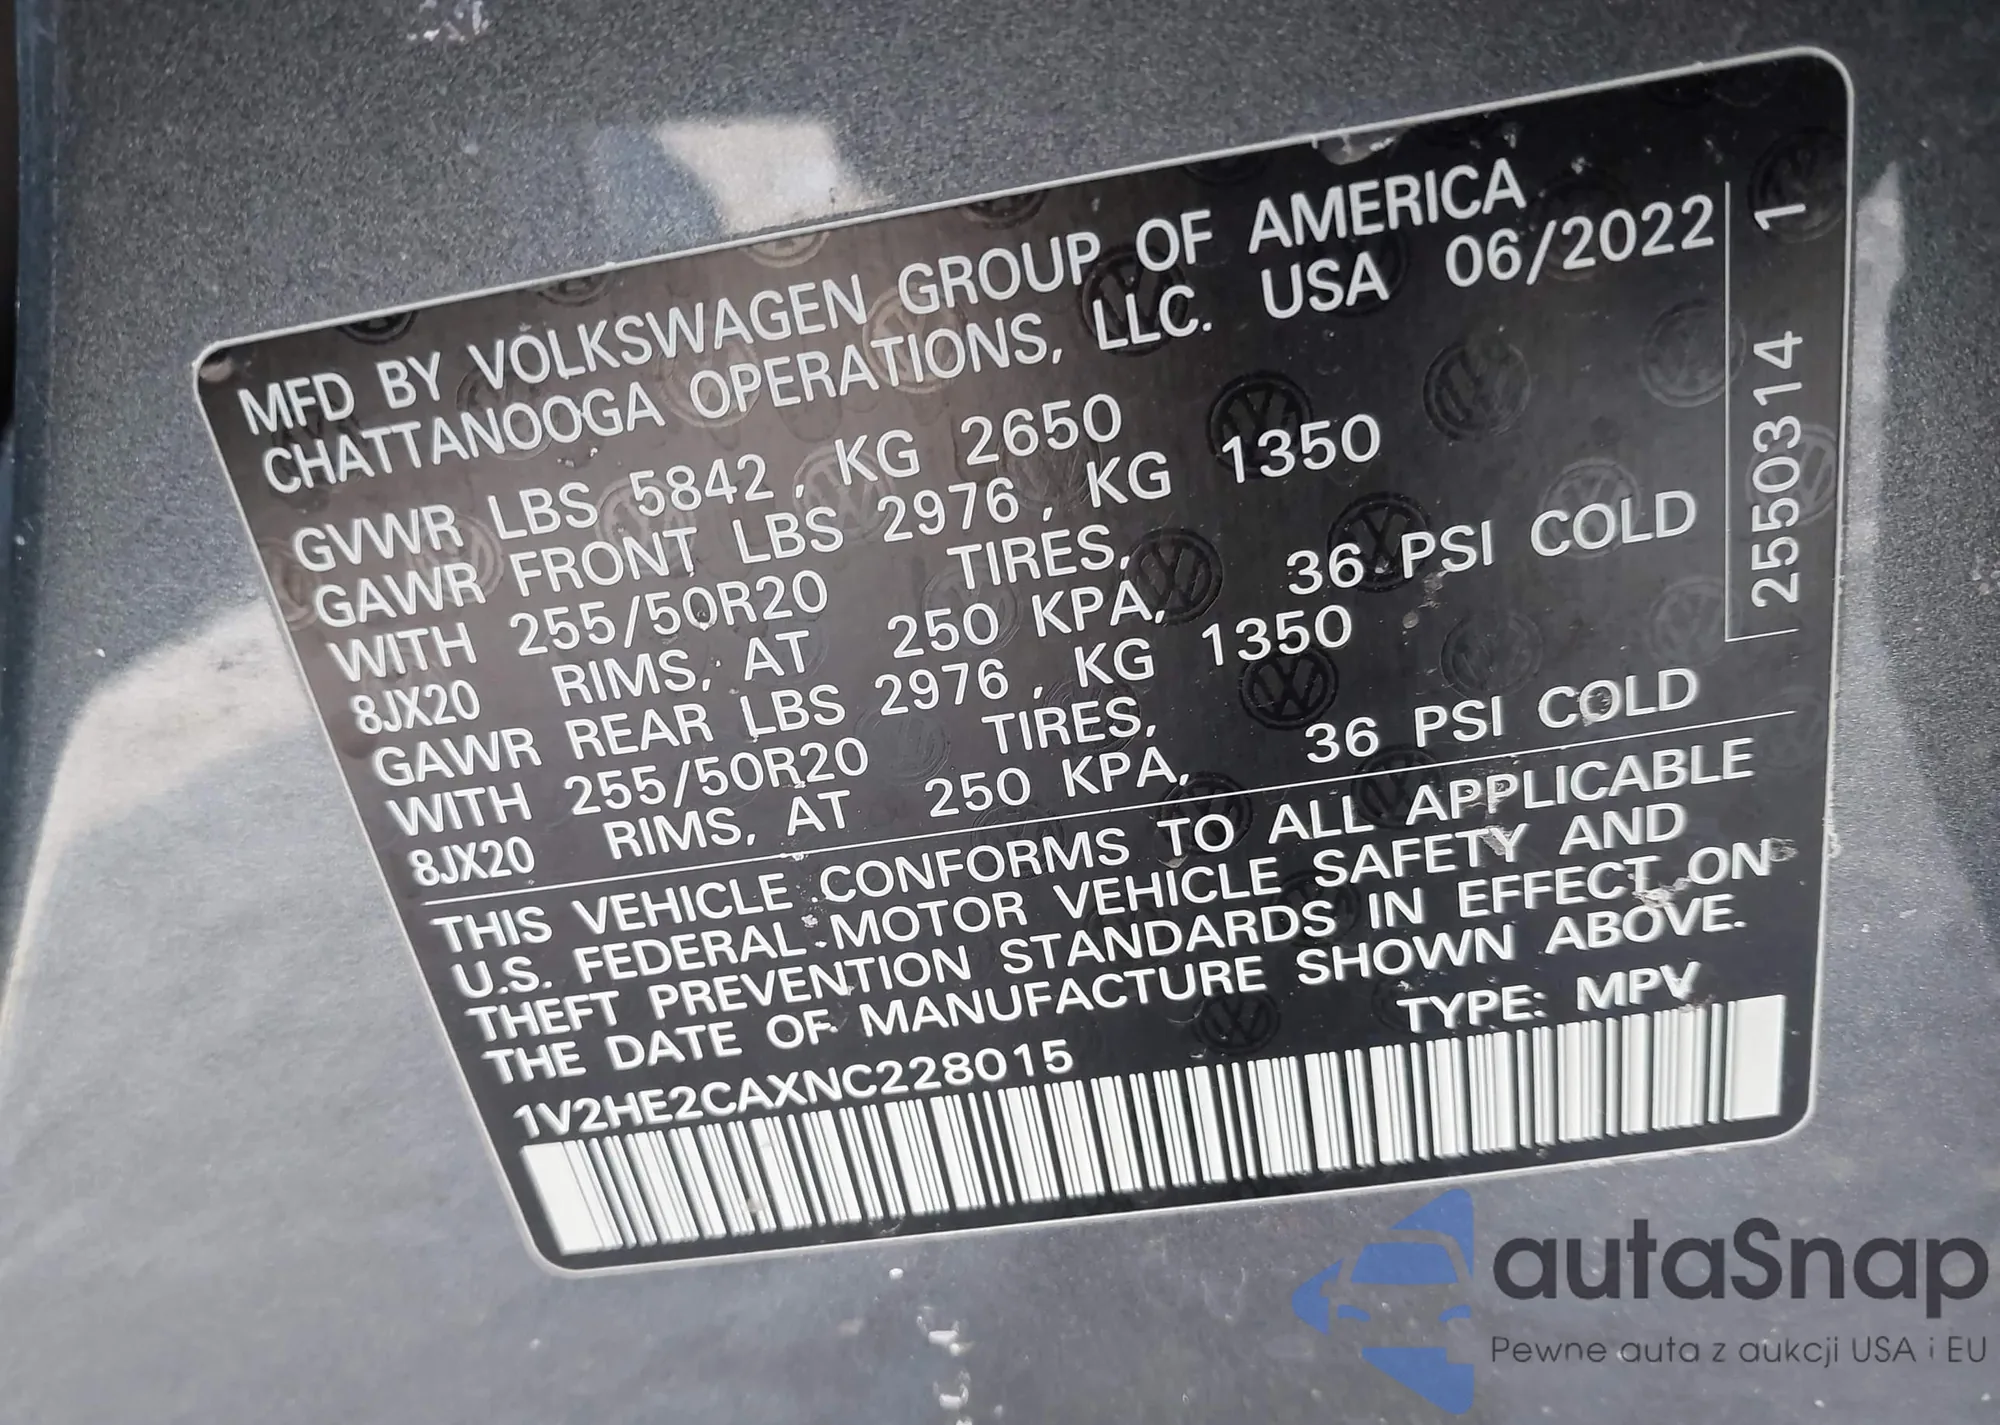 MFD BY VOLKSWAGEN GROUP OF AMERICA
CHATTANOOGA OPERATIONS, LLC. USA 06/2022
GVWR LBS 5842, KG 2650
GAWR FRONT LBS 2976, KG 1350
WITH 255/50R20 TIRES,
8JX20 RIMS, AT 250 KPA, 36 PSI COLD
GAWR REAR LBS 2976, KG 1350
WITH 255/50R20 TIRES,
8JX20 RIMS, AT 250 KPA, 36 PSI COLD
2550314 1
THIS VEHICLE CONFORMS TO ALL APPLICABLE
U.S. FEDERAL MOTOR VEHICLE SAFETY AND
THEFT PREVENTION STANDARDS IN EFFECT ON
THE DATE OF MANUFACTURE SHOWN ABOVE.
1V2HE2CAXNC228015 TYPE: MPV
autaSnap
Pewne auta z aukcji USA i EU